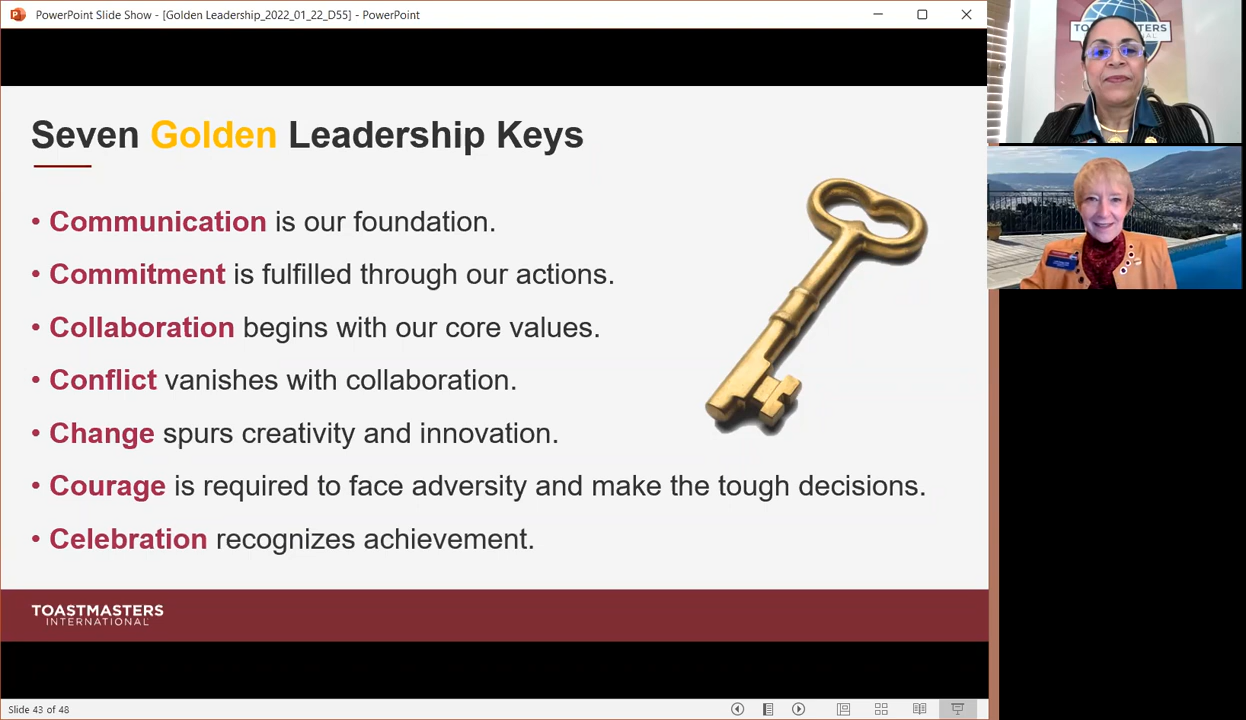 PowerPoint Slide Show - [Golden Leadership_2022_01_22_D55] - PowerPoint
Seven Golden Leadership Keys
• Communication is our foundation.
• Commitment is fulfilled through our actions.
• Collaboration begins with our core values.
• Conflict vanishes with collaboration.
• Change spurs creativity and innovation.
• Courage is required to face adversity and make the tough decisions.
• Celebration recognizes achievement.
TOASTMASTERS
INTERNATIONAL
Slide 43 of 48